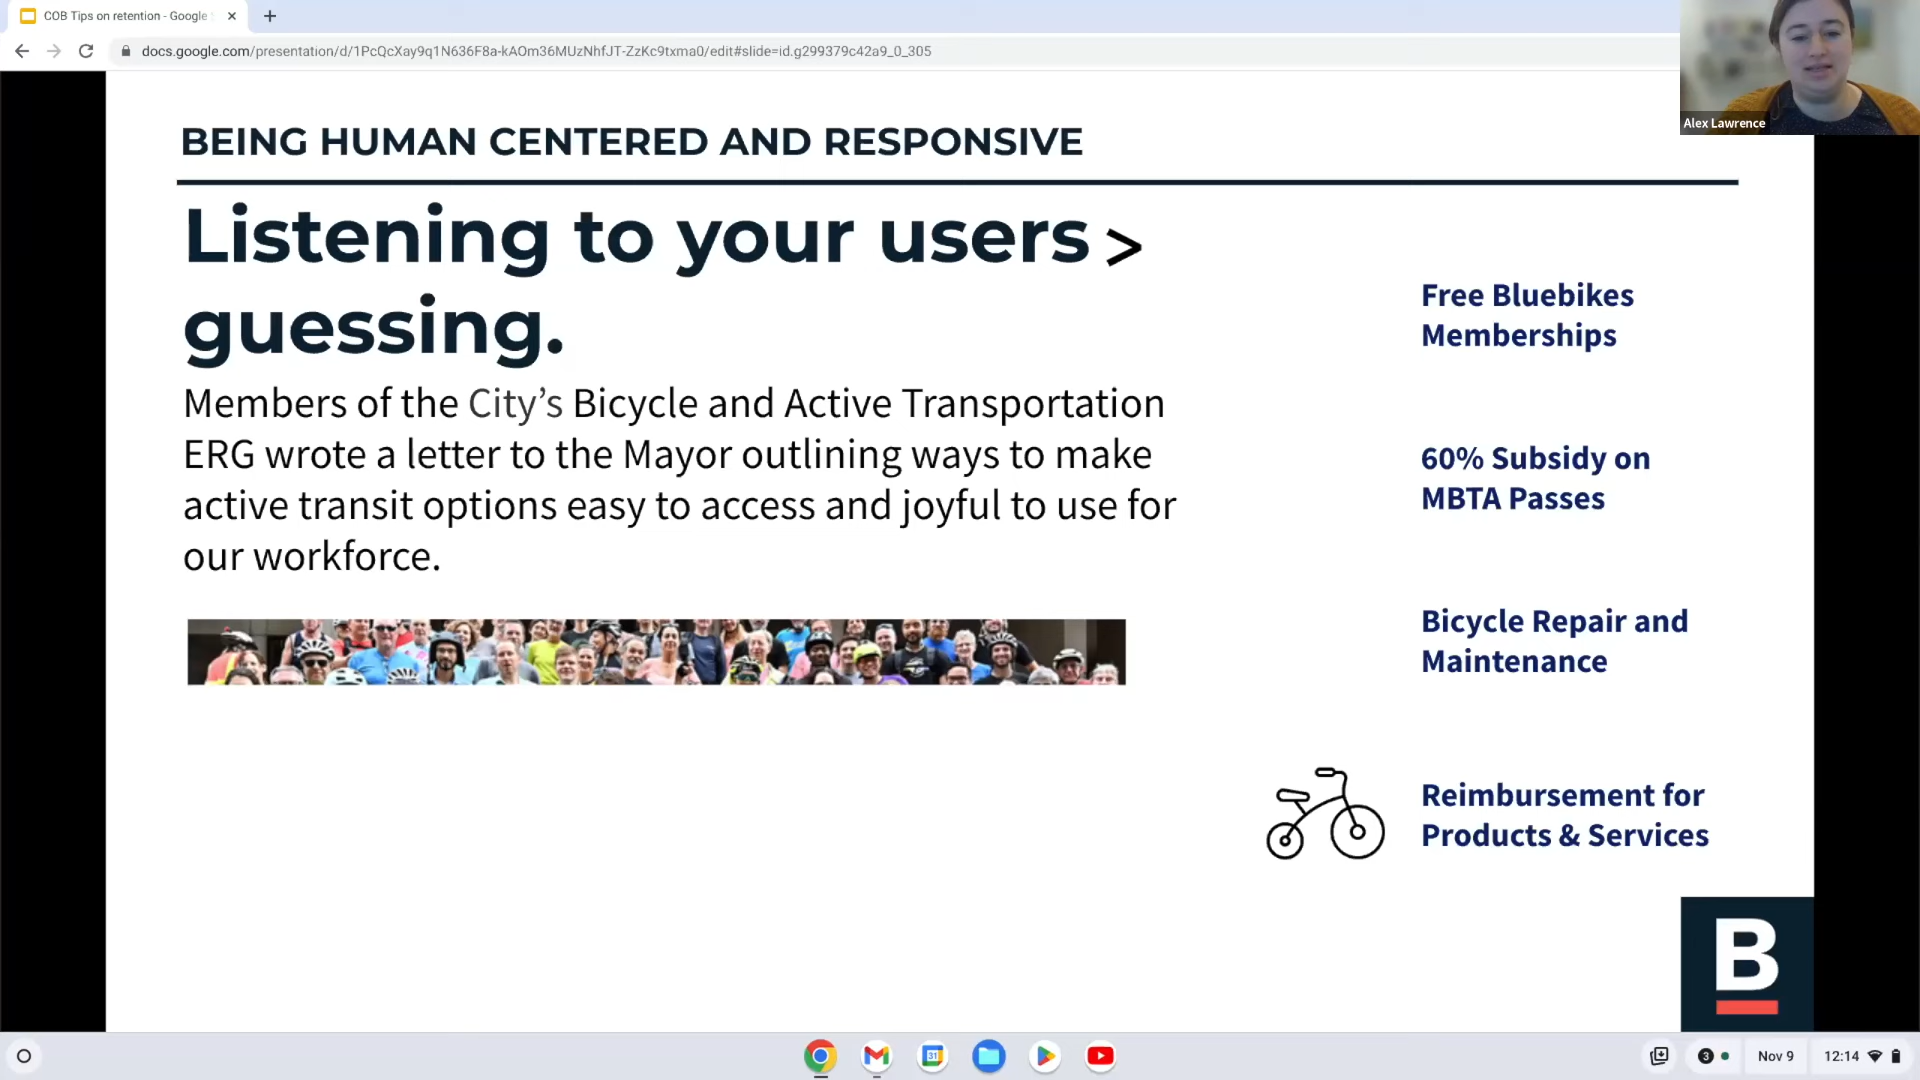 COB Tips on retention - Google
docs.google.com/presentation/d/1PcQcXay9q1N636F8a-kAOm36MUzNhfJT-ZzKc9txma0/edit#slide=id.g299379c42a9_0_305
Alex Lawrence
BEING HUMAN CENTERED AND RESPONSIVE
Listening to your users >
guessing.
Members of the City’s Bicycle and Active Transportation
ERG wrote a letter to the Mayor outlining ways to make
active transit options easy to access and joyful to use for
our workforce.
Free Bluebikes
Memberships
60% Subsidy on
MBTA Passes
Bicycle Repair and
Maintenance
Reimbursement for
Products & Services
B
31
3
Nov 9
12:14